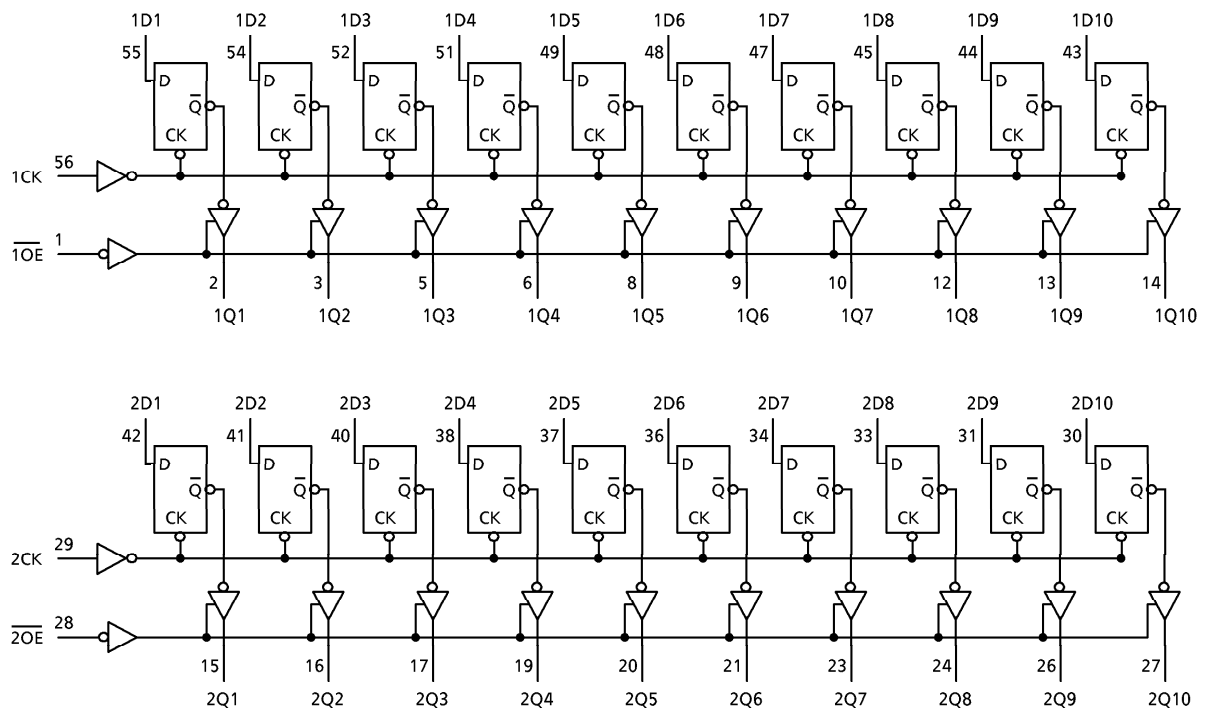 1D1 1D2 1D3 1D4 1D5 1D6 1D7 1D8 1D9 1D10
55 54 52 51 49 48 47 45 44 43
D D D D D D D D D D
Q̅ Q̅ Q̅ Q̅ Q̅ Q̅ Q̅ Q̅ Q̅ Q̅
CK CK CK CK CK CK CK CK CK CK
56
1CK
1
1̅O̅E̅
2 3 5 6 8 9 10 12 13 14
1Q1 1Q2 1Q3 1Q4 1Q5 1Q6 1Q7 1Q8 1Q9 1Q10
2D1 2D2 2D3 2D4 2D5 2D6 2D7 2D8 2D9 2D10
42 41 40 38 37 36 34 33 31 30
D D D D D D D D D D
Q̅ Q̅ Q̅ Q̅ Q̅ Q̅ Q̅ Q̅ Q̅ Q̅
CK CK CK CK CK CK CK CK CK CK
29
2CK
28
2̅O̅E̅
15 16 17 19 20 21 23 24 26 27
2Q1 2Q2 2Q3 2Q4 2Q5 2Q6 2Q7 2Q8 2Q9 2Q10